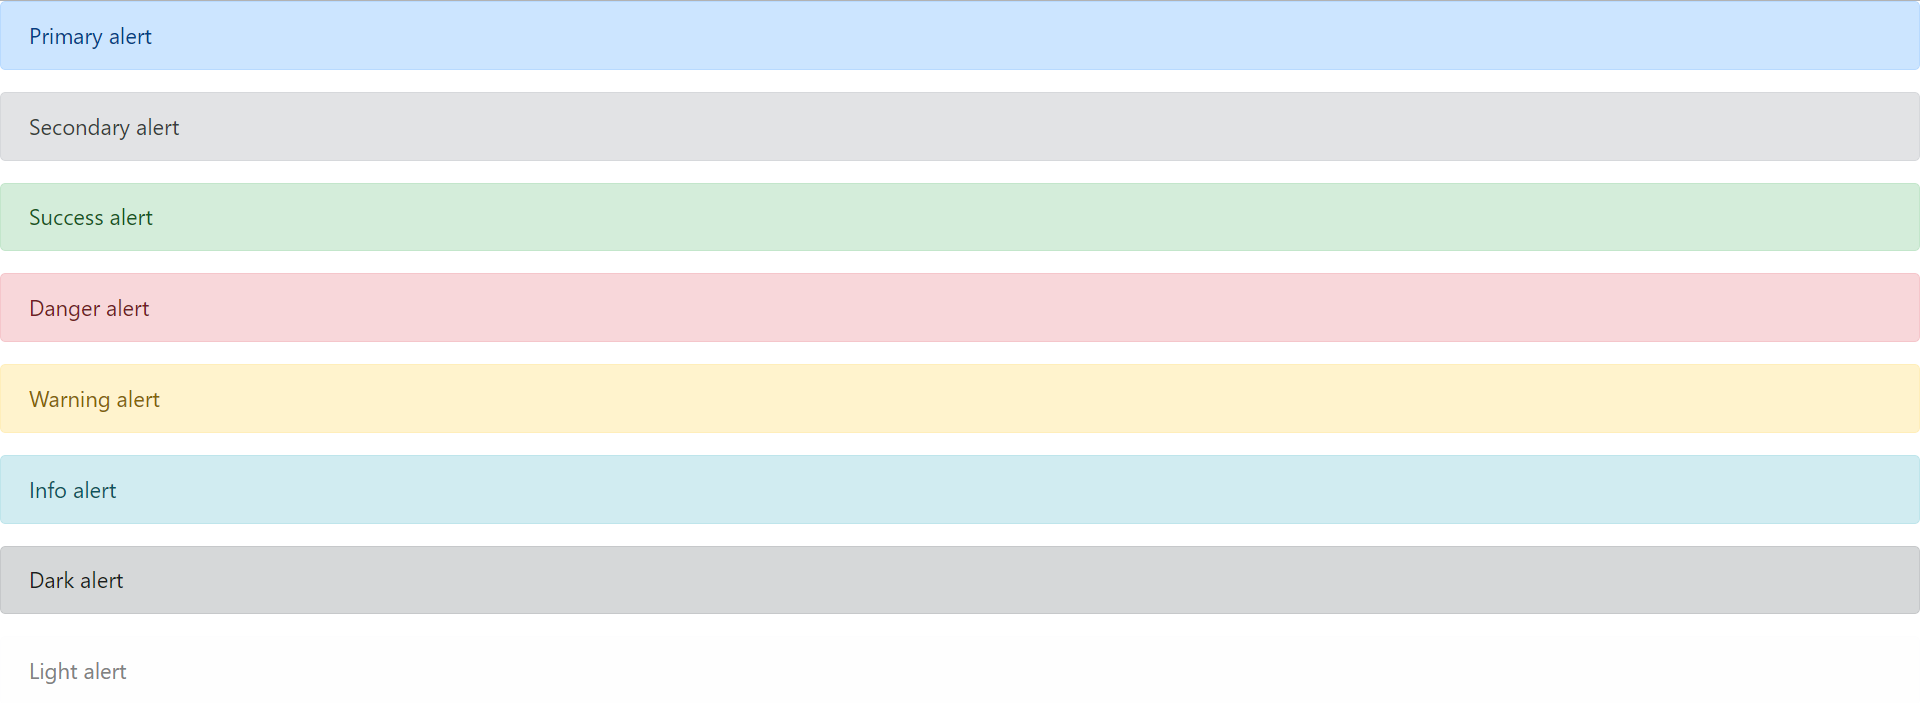 Primary alert
Secondary alert
Success alert
Danger alert
Warning alert
Info alert
Dark alert
Light alert